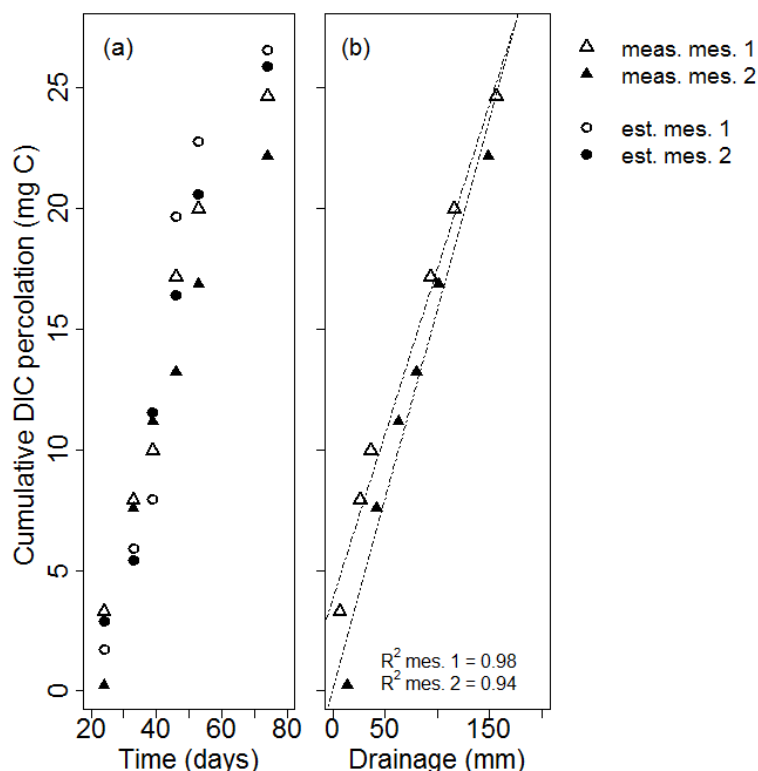 (a)
(b)
meas. mes. 1
meas. mes. 2
est. mes. 1
est. mes. 2
Cumulative DIC percolation (mg C)
25
20
15
10
5
0
R² mes. 1 = 0.98
R² mes. 2 = 0.94
20 40 60 80
0 50 150
Time (days)
Drainage (mm)